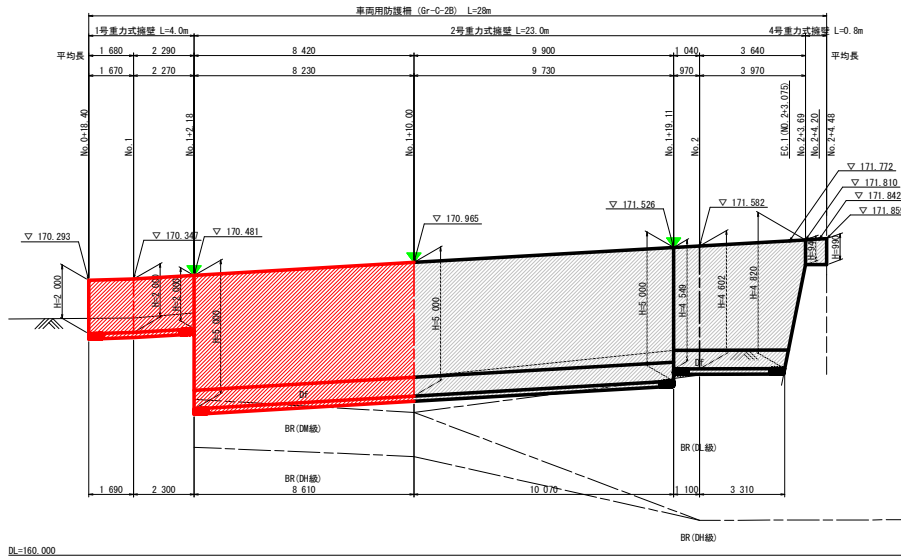 車両用防護柵 (Gr-C-2B) L=28m
1号重力式擁壁 L=4.0m
2号重力式擁壁 L=23.0m
4号重力式擁壁 L=0.8m
平均長
1 680
2 290
8 420
9 900
1 040
3 640
平均長
1 670
2 270
8 230
9 730
970
3 970
No.0+18.40
No.1
No.1+2.18
No.1+10.00
No.1+19.11
No.2
EC.1(NO.2+3.075)
No.2+3.69
No.2+4.20
No.2+4.48
▽ 171.772
▽ 171.810
▽ 171.842
▽ 171.85
▽ 170.293
▽ 170.347
▽ 170.481
▽ 170.965
▽ 171.526
▽ 171.582
H=2.000
H=2.000
H=2.000
H=5.000
H=5.000
H=5.000
H=4.549
H=4.602
H=4.820
H=94
H=990
Df
Df
BR(DM級)
BR(DL級)
BR(DH級)
1 690
2 300
8 610
10 070
1 100
3 310
BR(DH級)
DL=160.000